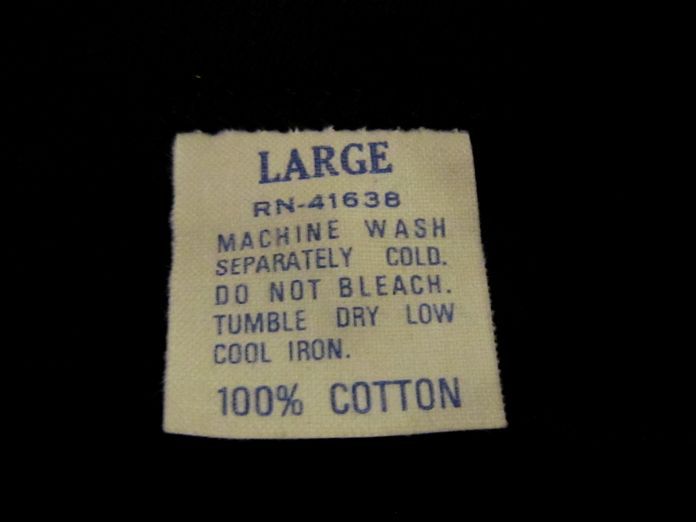 LARGE
RN-41638
MACHINE WASH
SEPARATELY COLD.
DO NOT BLEACH.
TUMBLE DRY LOW
COOL IRON.
100% COTTON